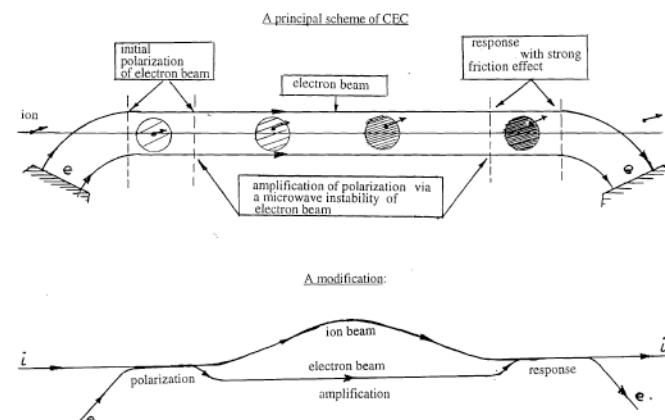 A principal scheme of CEC
initial
polarization
of electron beam
response
with strong
friction effect
electron beam
ion
e
e
amplification of polarization via
a microwave instability of
electron beam
A modification:
ion beam
i
i
electron beam
polarization
amplification
response
e
e.